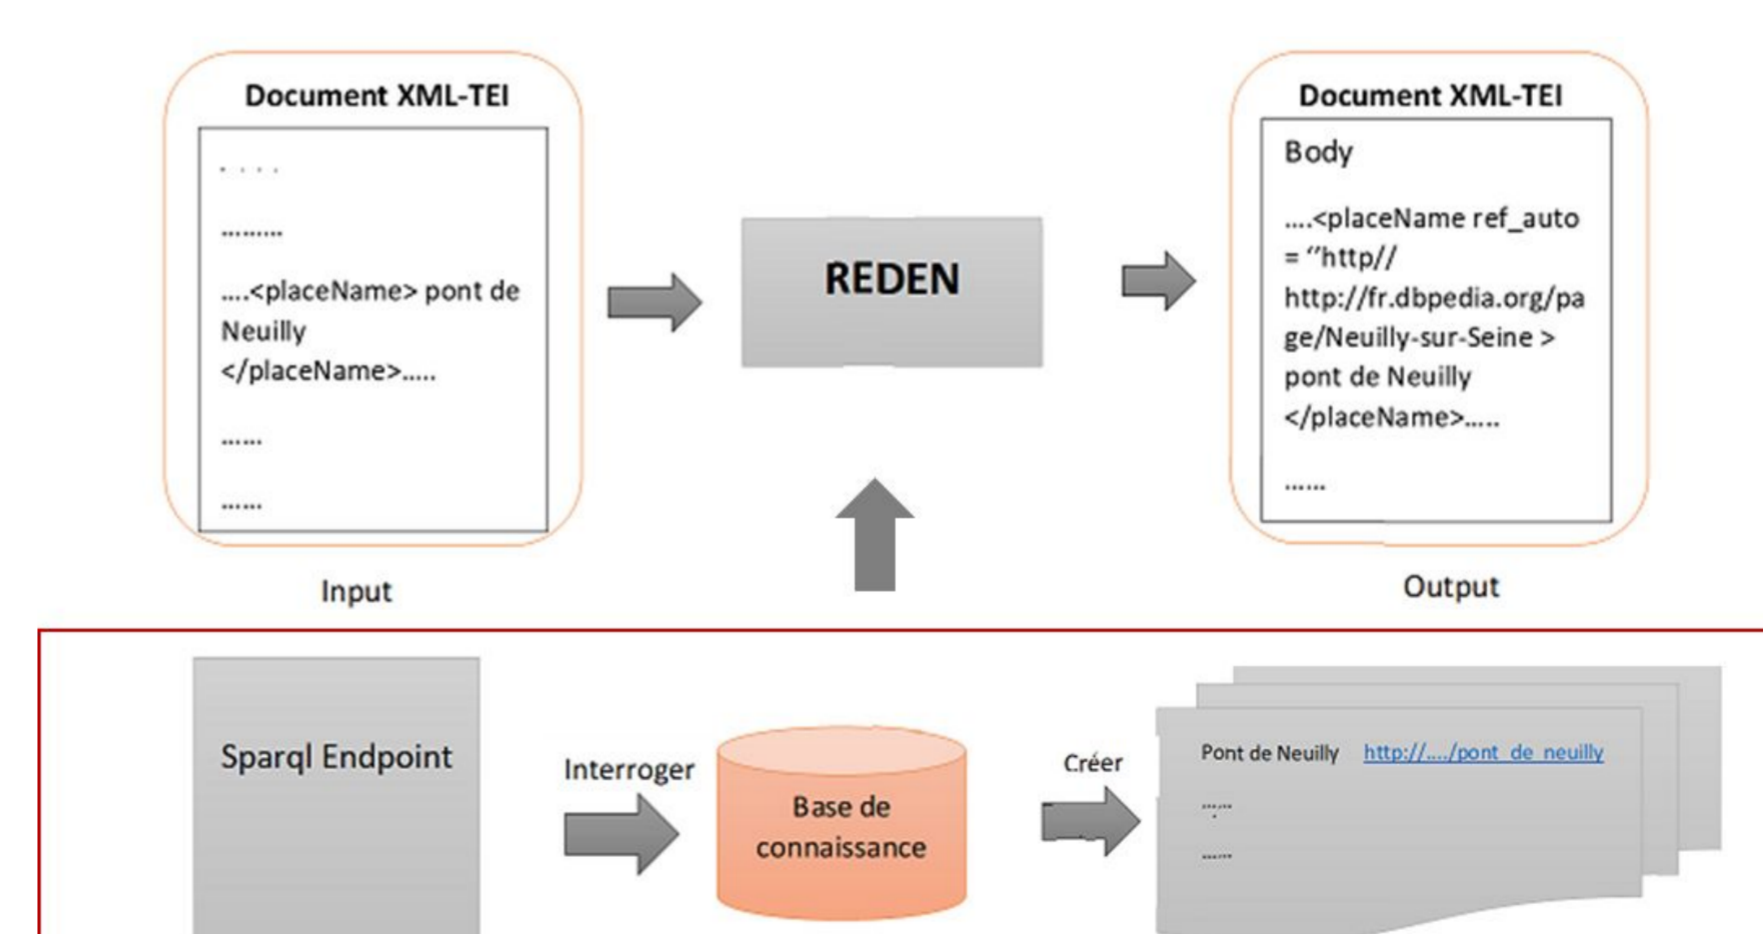 Document XML-TEI
. . . .
.........
....<placeName> pont de
Neuilly
</placeName>.....
......
......
Input
REDEN
Document XML-TEI
Body
....<placeName ref_auto
= ‘’http//
http://fr.dbpedia.org/pa
ge/Neuilly-sur-Seine >
pont de Neuilly
</placeName>.....
......
Output
Sparql Endpoint
Interroger
Base de
connaissance
Créer
Pont de Neuilly http://..../pont_de_neuilly
......
......